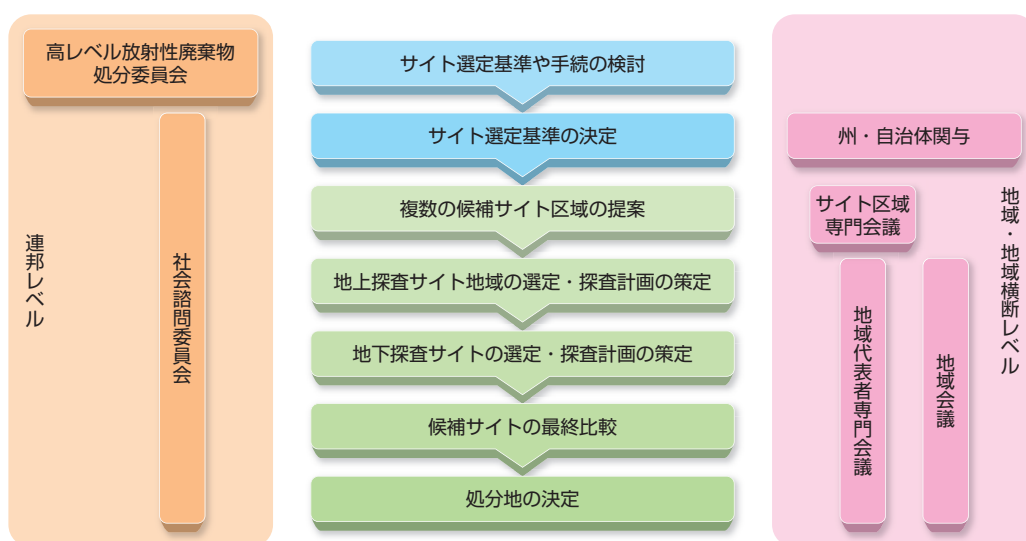 高レベル放射性廃棄物
処分委員会
連邦レベル
社会諮問委員会
サイト選定基準や手続の検討
サイト選定基準の決定
複数の候補サイト区域の提案
地上探査サイト地域の選定・探査計画の策定
地下探査サイトの選定・探査計画の策定
候補サイトの最終比較
処分地の決定
州・自治体関与
サイト区域
専門会議
地域代表者専門会議
地域会議
地域・地域横断レベル